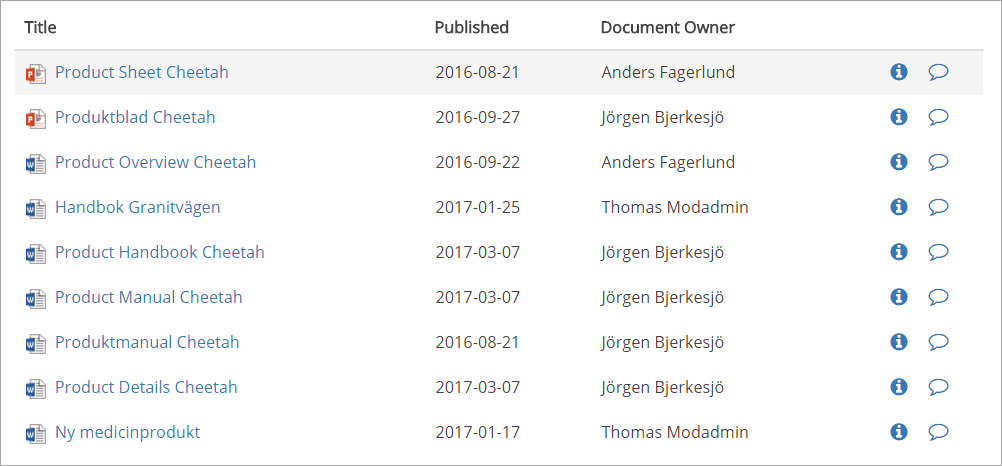 Title Published Document Owner
Product Sheet Cheetah 2016-08-21 Anders Fagerlund
Produktblad Cheetah 2016-09-27 Jörgen Bjerkesjö
Product Overview Cheetah 2016-09-22 Anders Fagerlund
Handbok Granitvägen 2017-01-25 Thomas Modadmin
Product Handbook Cheetah 2017-03-07 Jörgen Bjerkesjö
Product Manual Cheetah 2017-03-07 Jörgen Bjerkesjö
Produktmanual Cheetah 2016-08-21 Jörgen Bjerkesjö
Product Details Cheetah 2017-03-07 Jörgen Bjerkesjö
Ny medicinprodukt 2017-01-17 Thomas Modadmin